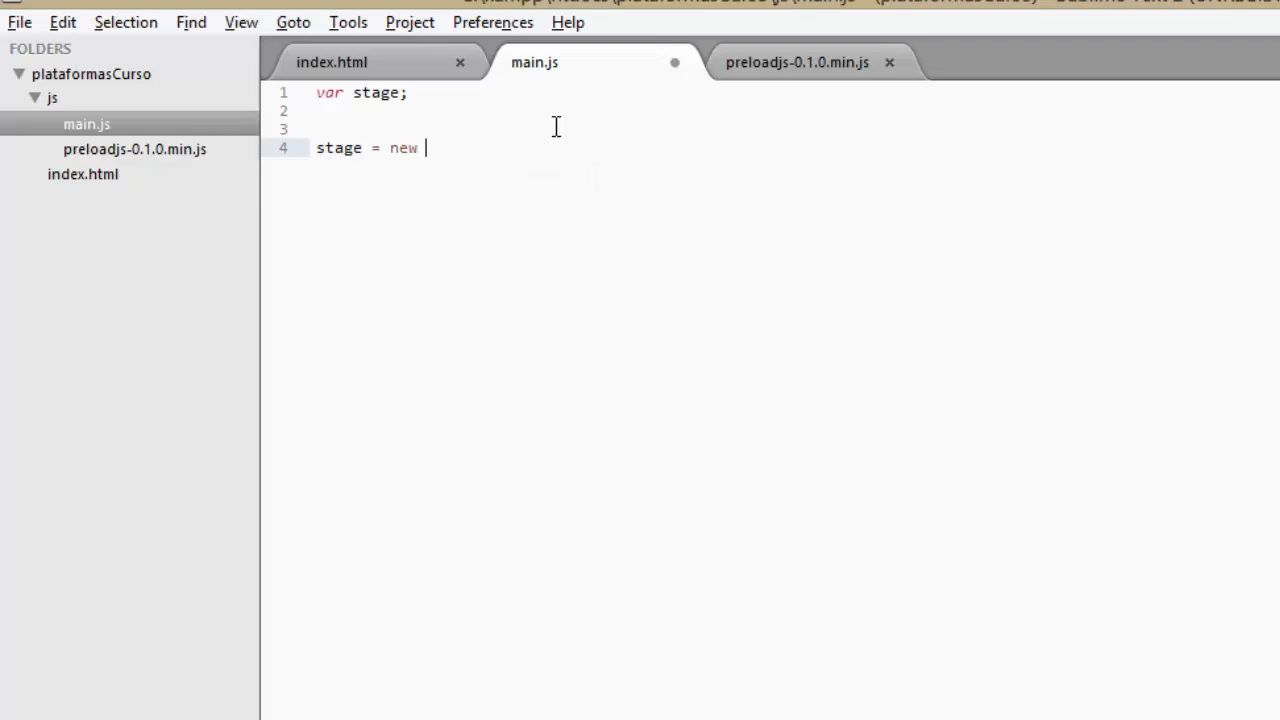 File Edit Selection Find View Goto Tools Project Preferences Help
FOLDERS
plataformasCurso
js
main.js
preloadjs-0.1.0.min.js
index.html
index.html × main.js preloadjs-0.1.0.min.js ×
1 var stage;
2
3
4 stage = new